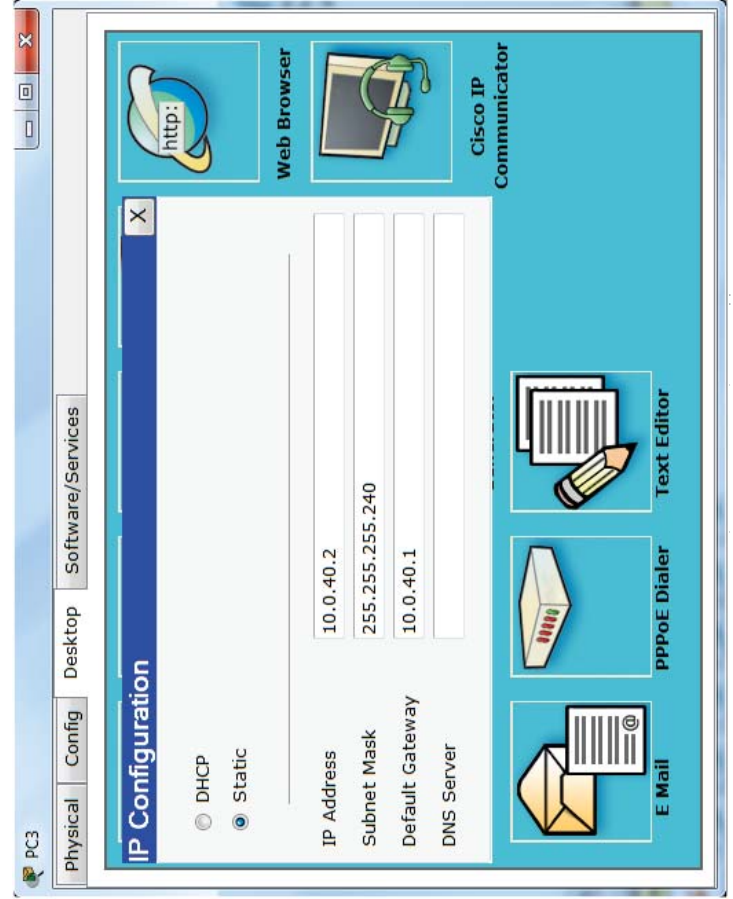 PC3
Physical
Config
Desktop
Software/Services
IP Configuration
X
DHCP
Static
IP Address
10.0.40.2
Subnet Mask
255.255.255.240
Default Gateway
10.0.40.1
DNS Server
http:
Web Browser
Cisco IP
Communicator
E Mail
PPPoE Dialer
Text Editor